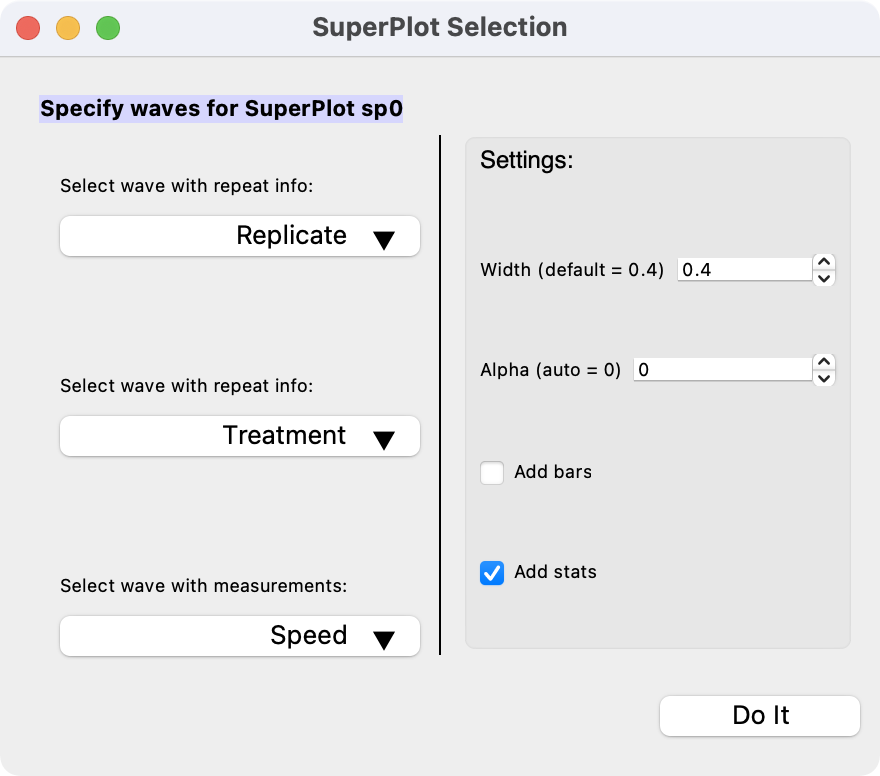 SuperPlot Selection
Specify waves for SuperPlot sp0
Select wave with repeat info:
Replicate
Select wave with repeat info:
Treatment
Select wave with measurements:
Speed
Settings:
Width (default = 0.4) 0.4
Alpha (auto = 0) 0
Add bars
Add stats
Do It